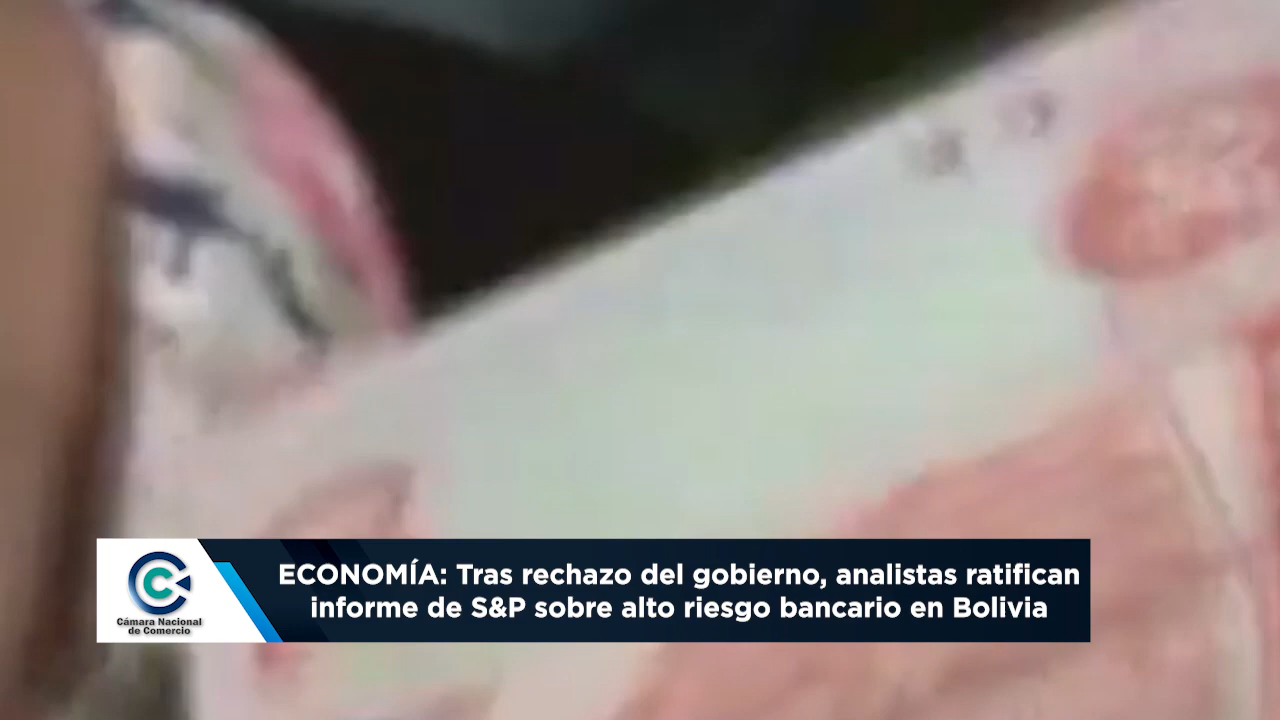 ECONOMÍA: Tras rechazo del gobierno, analistas ratifican
informe de S&P sobre alto riesgo bancario en Bolivia
Cámara Nacional
de Comercio